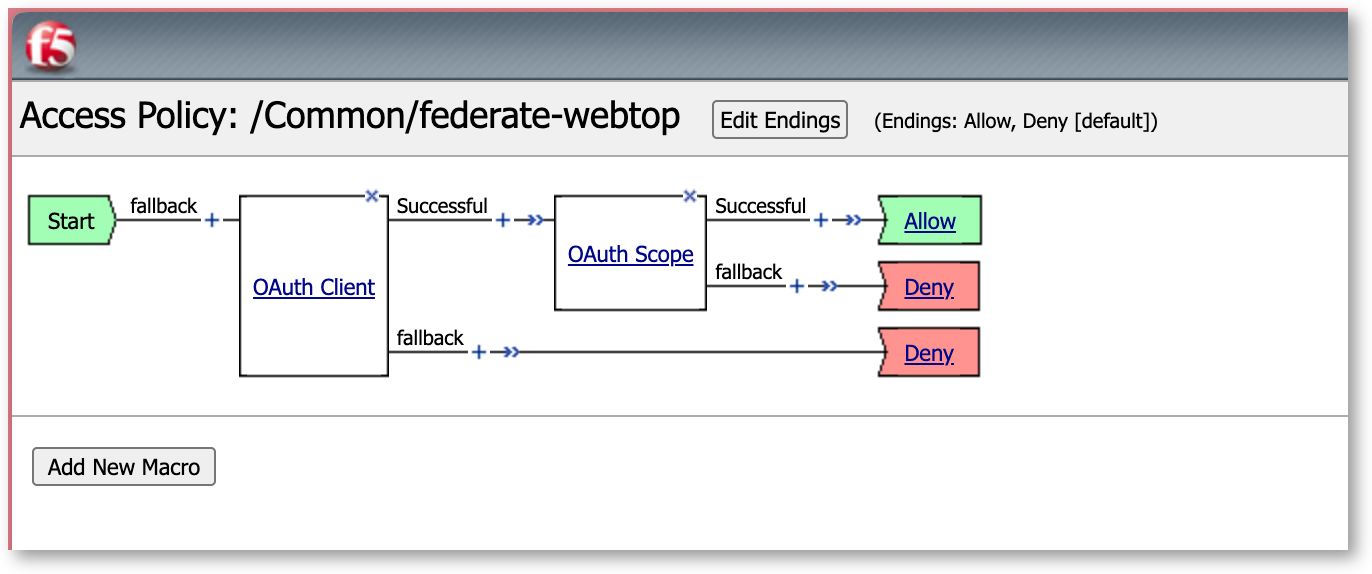 f5
Access Policy: /Common/federate-webtop Edit Endings (Endings: Allow, Deny [default])
Start fallback + Successful + Successful + Allow
OAuth Client OAuth Scope fallback + Deny
fallback + Deny
Add New Macro